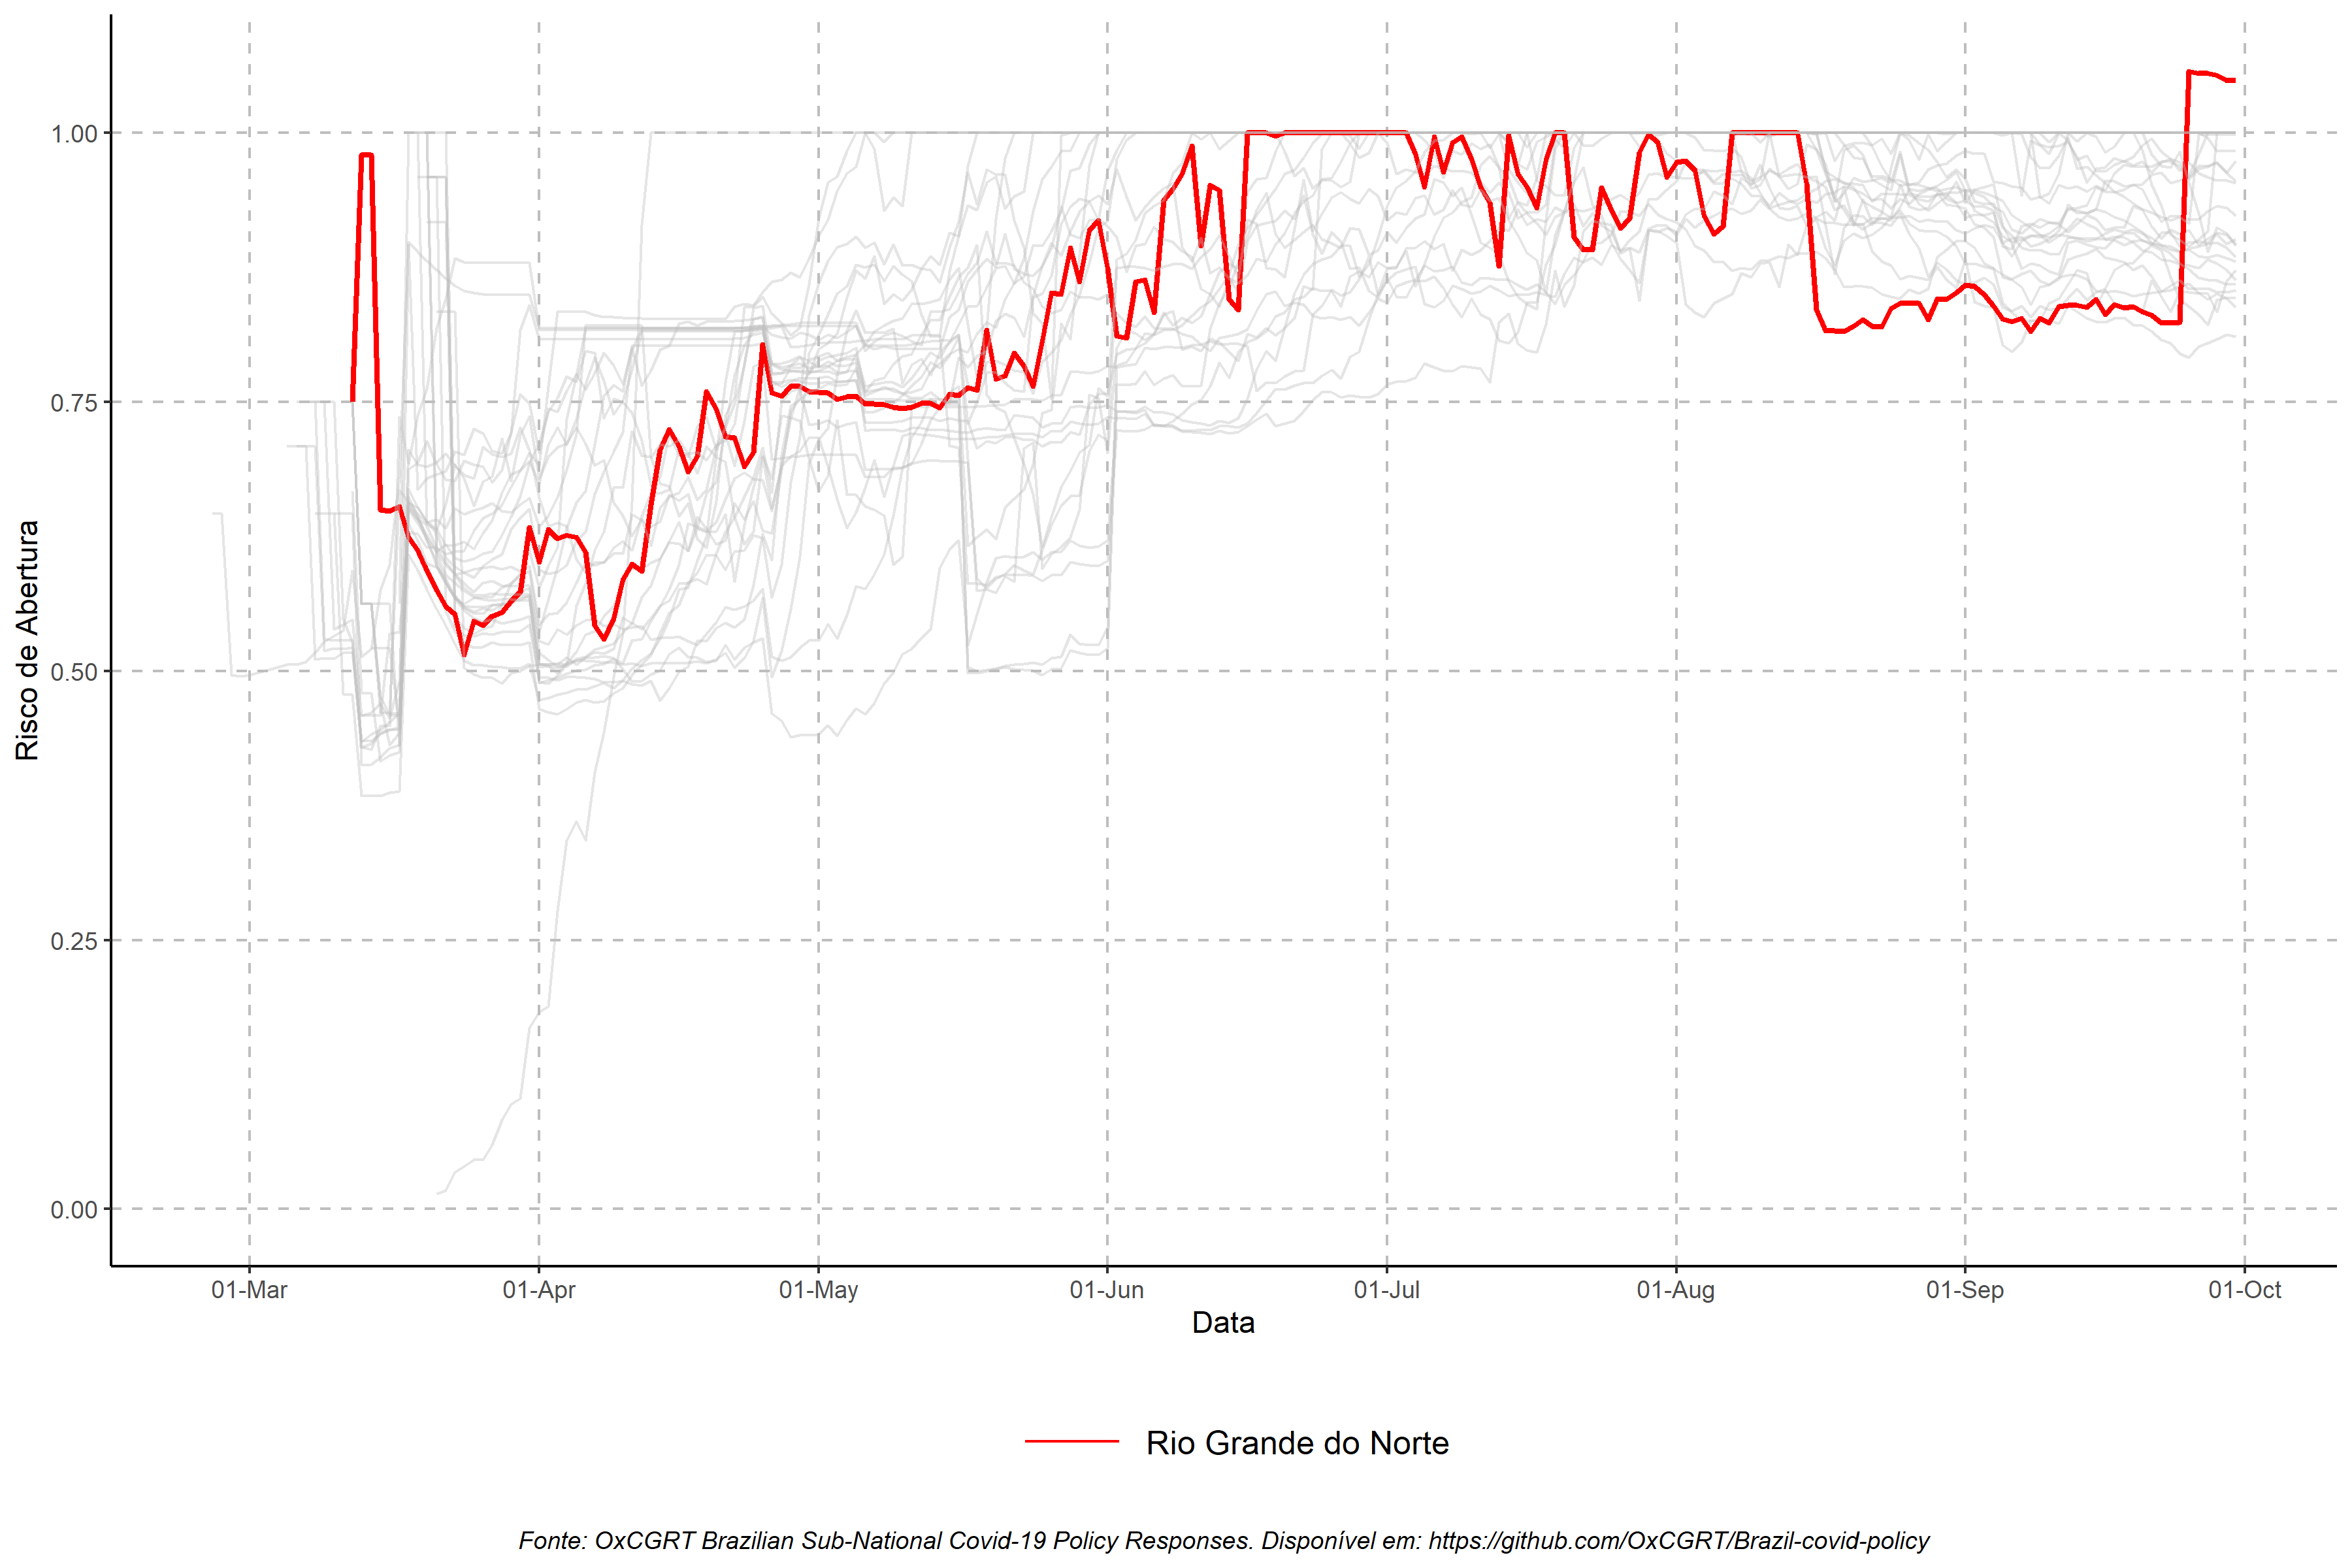 Risco de Abertura
1.00
0.75
0.50
0.25
0.00
01-Mar 01-Apr 01-May 01-Jun 01-Jul 01-Aug 01-Sep 01-Oct
Data
Rio Grande do Norte
Fonte: OxCGRT Brazilian Sub-National Covid-19 Policy Responses. Disponível em: https://github.com/OxCGRT/Brazil-covid-policy